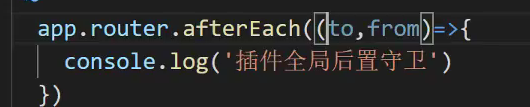 app.router.afterEach((to,from)=>{
console.log('插件全局后置守卫')
})